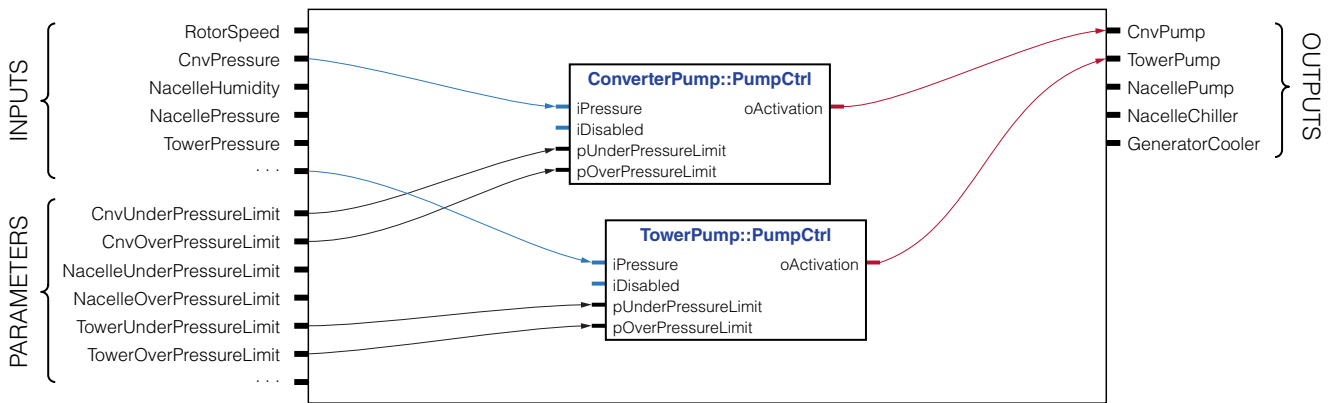 INPUTS
RotorSpeed
CnvPressure
NacelleHumidity
NacellePressure
TowerPressure
. . .
PARAMETERS
CnvUnderPressureLimit
CnvOverPressureLimit
NacelleUnderPressureLimit
NacelleOverPressureLimit
TowerUnderPressureLimit
TowerOverPressureLimit
. . .
ConverterPump::PumpCtrl
iPressure oActivation
iDisabled
pUnderPressureLimit
pOverPressureLimit
TowerPump::PumpCtrl
iPressure oActivation
iDisabled
pUnderPressureLimit
pOverPressureLimit
CnvPump
TowerPump
NacellePump
NacelleChiller
GeneratorCooler
OUTPUTS